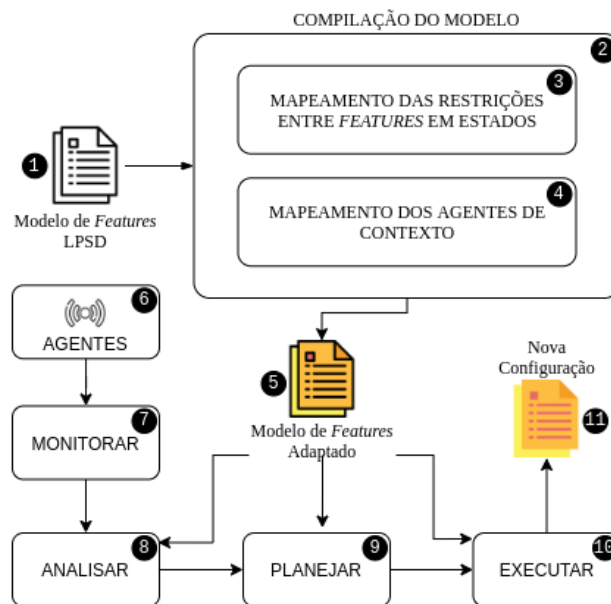 COMPILAÇÃO DO MODELO
2
3
MAPEAMENTO DAS RESTRIÇÕES
ENTRE FEATURES EM ESTADOS
1
4
MAPEAMENTO DOS AGENTES DE
CONTEXTO
Modelo de Features
LPSD
6
AGENTES
5
Modelo de Features
Adaptado
Nova
Configuração
11
7
MONITORAR
8
ANALISAR
9
PLANEJAR
10
EXECUTAR